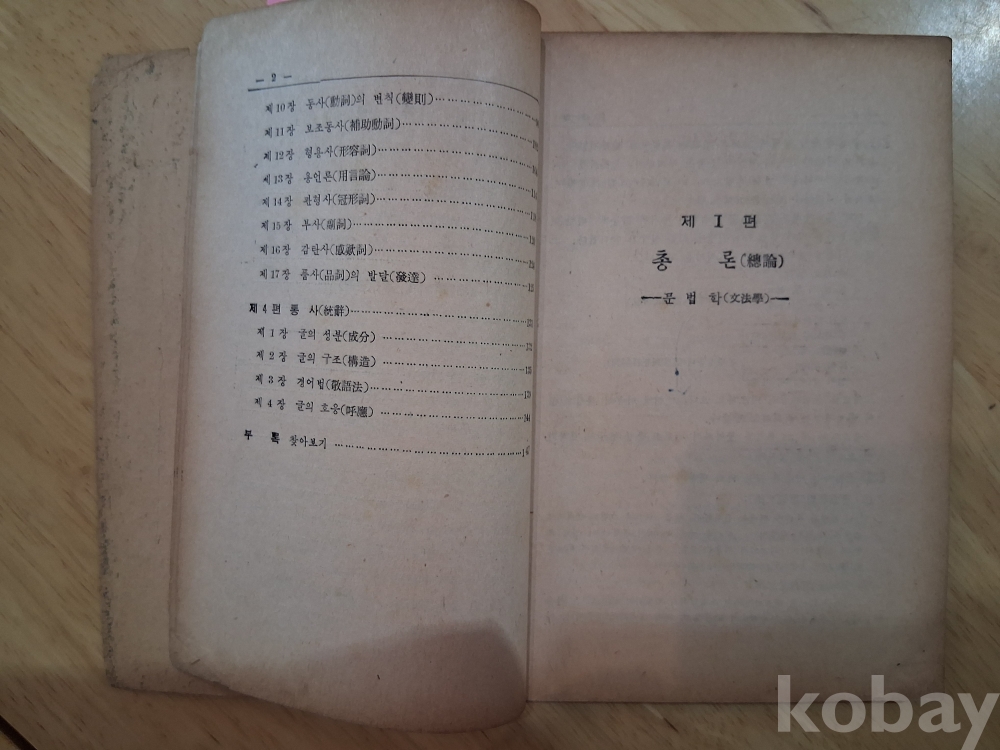 — 2 —
제10장 동사(動詞)의 변칙(變則)
제11장 보조동사(補助動詞)
제12장 형용사(形容詞)
제13장 용언론(用言論)
제14장 관형사(冠形詞)
제15장 부사(副詞)
제16장 감탄사(感歎詞)
제17장 품사(品詞)의 발달(發達)
제4편 통 사(統辭)
제 1 장 글의 성분(成分)
제 2 장 글의 구조(構造)
제 3 장 경어법(敬語法)
제 4 장 글의 호응(呼應)
부 록 찾아보기
제 I 편
총 론(總論)
—문 법 학(文法學)—
kobay